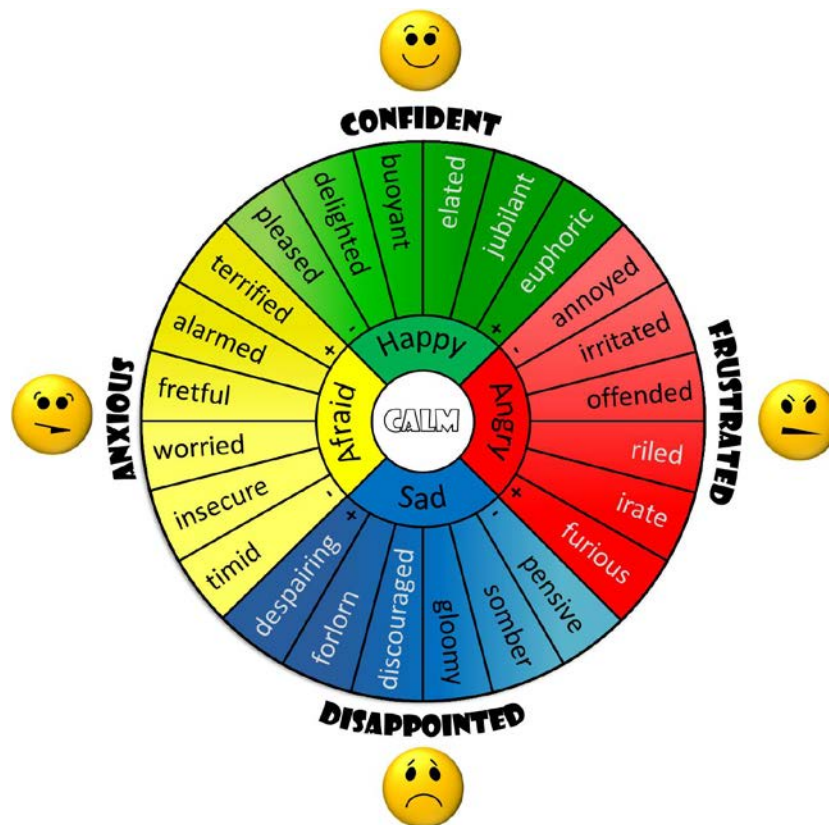 CONFIDENT
pleased
delighted
buoyant
elated
jubilant
euphoric
- Happy +
annoyed
irritated
offended
riled
irate
furious
- Angry +
FRUSTRATED
pensive
somber
gloomy
discouraged
forlorn
despairing
- Sad +
DISAPPOINTED
timid
insecure
worried
fretful
alarmed
terrified
- Afraid +
ANXIOUS
CALM